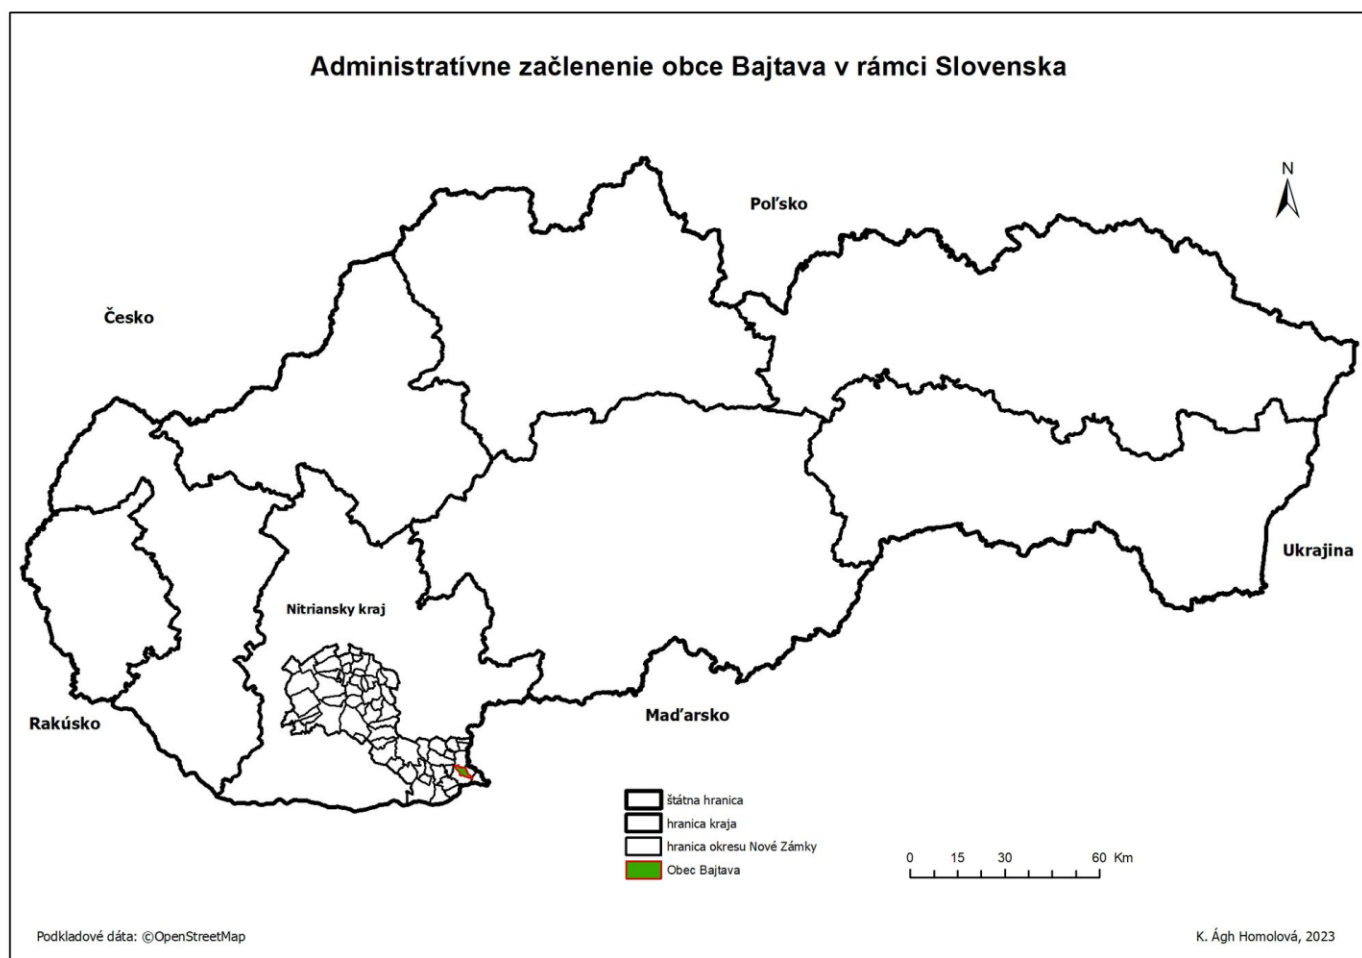 Administratívne začlenenie obce Bajtava v rámci Slovenska
N
Poľsko
Česko
Ukrajina
Nitriansky kraj
Rakúsko
Maďarsko
štátna hranica
hranica kraja
hranica okresu Nové Zámky
Obec Bajtava
0 15 30 60 Km
Podkladové dáta: ©OpenStreetMap
K. Ágh Homolová, 2023